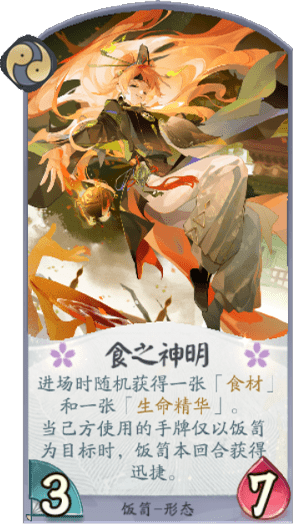 食之神明
进场时随机获得一张「食材」
和一张「生命精华」。
当己方使用的手牌仅以饭笥
为目标时，饭笥本回合获得
迅捷。
3
饭笥-形态
7